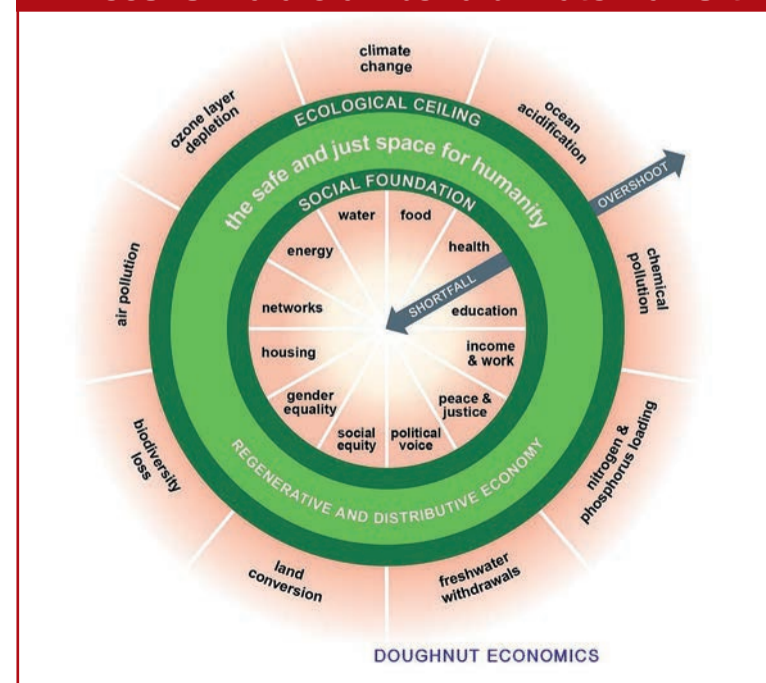 climate
change
ocean
acidification
chemical
pollution
nitrogen &
phosphorus loading
freshwater
withdrawals
land
conversion
biodiversity
loss
air pollution
ozone layer
depletion
ECOLOGICAL CEILING
OVERSHOOT
the safe and just space for humanity
SOCIAL FOUNDATION
water
food
health
SHORTFALL
education
income
& work
peace &
justice
political
voice
social
equity
gender
equality
housing
networks
energy
REGENERATIVE AND DISTRIBUTIVE ECONOMY
DOUGHNUT ECONOMICS